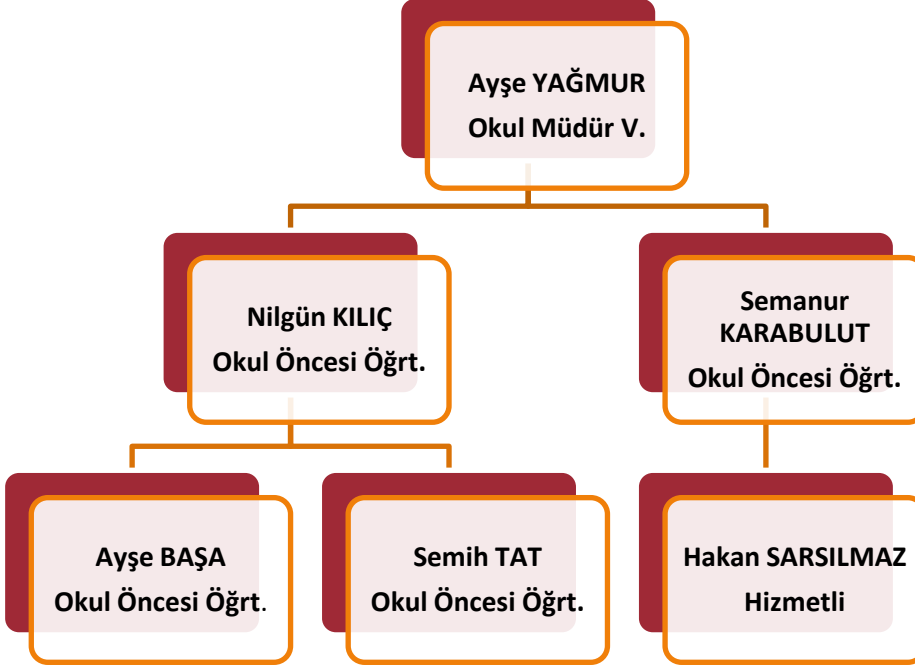 Ayşe YAĞMUR
Okul Müdür V.
Nilgün KILIÇ
Okul Öncesi Öğrt.
Semanur
KARABULUT
Okul Öncesi Öğrt.
Ayşe BAŞA
Okul Öncesi Öğrt.
Semih TAT
Okul Öncesi Öğrt.
Hakan SARSILMAZ
Hizmetli